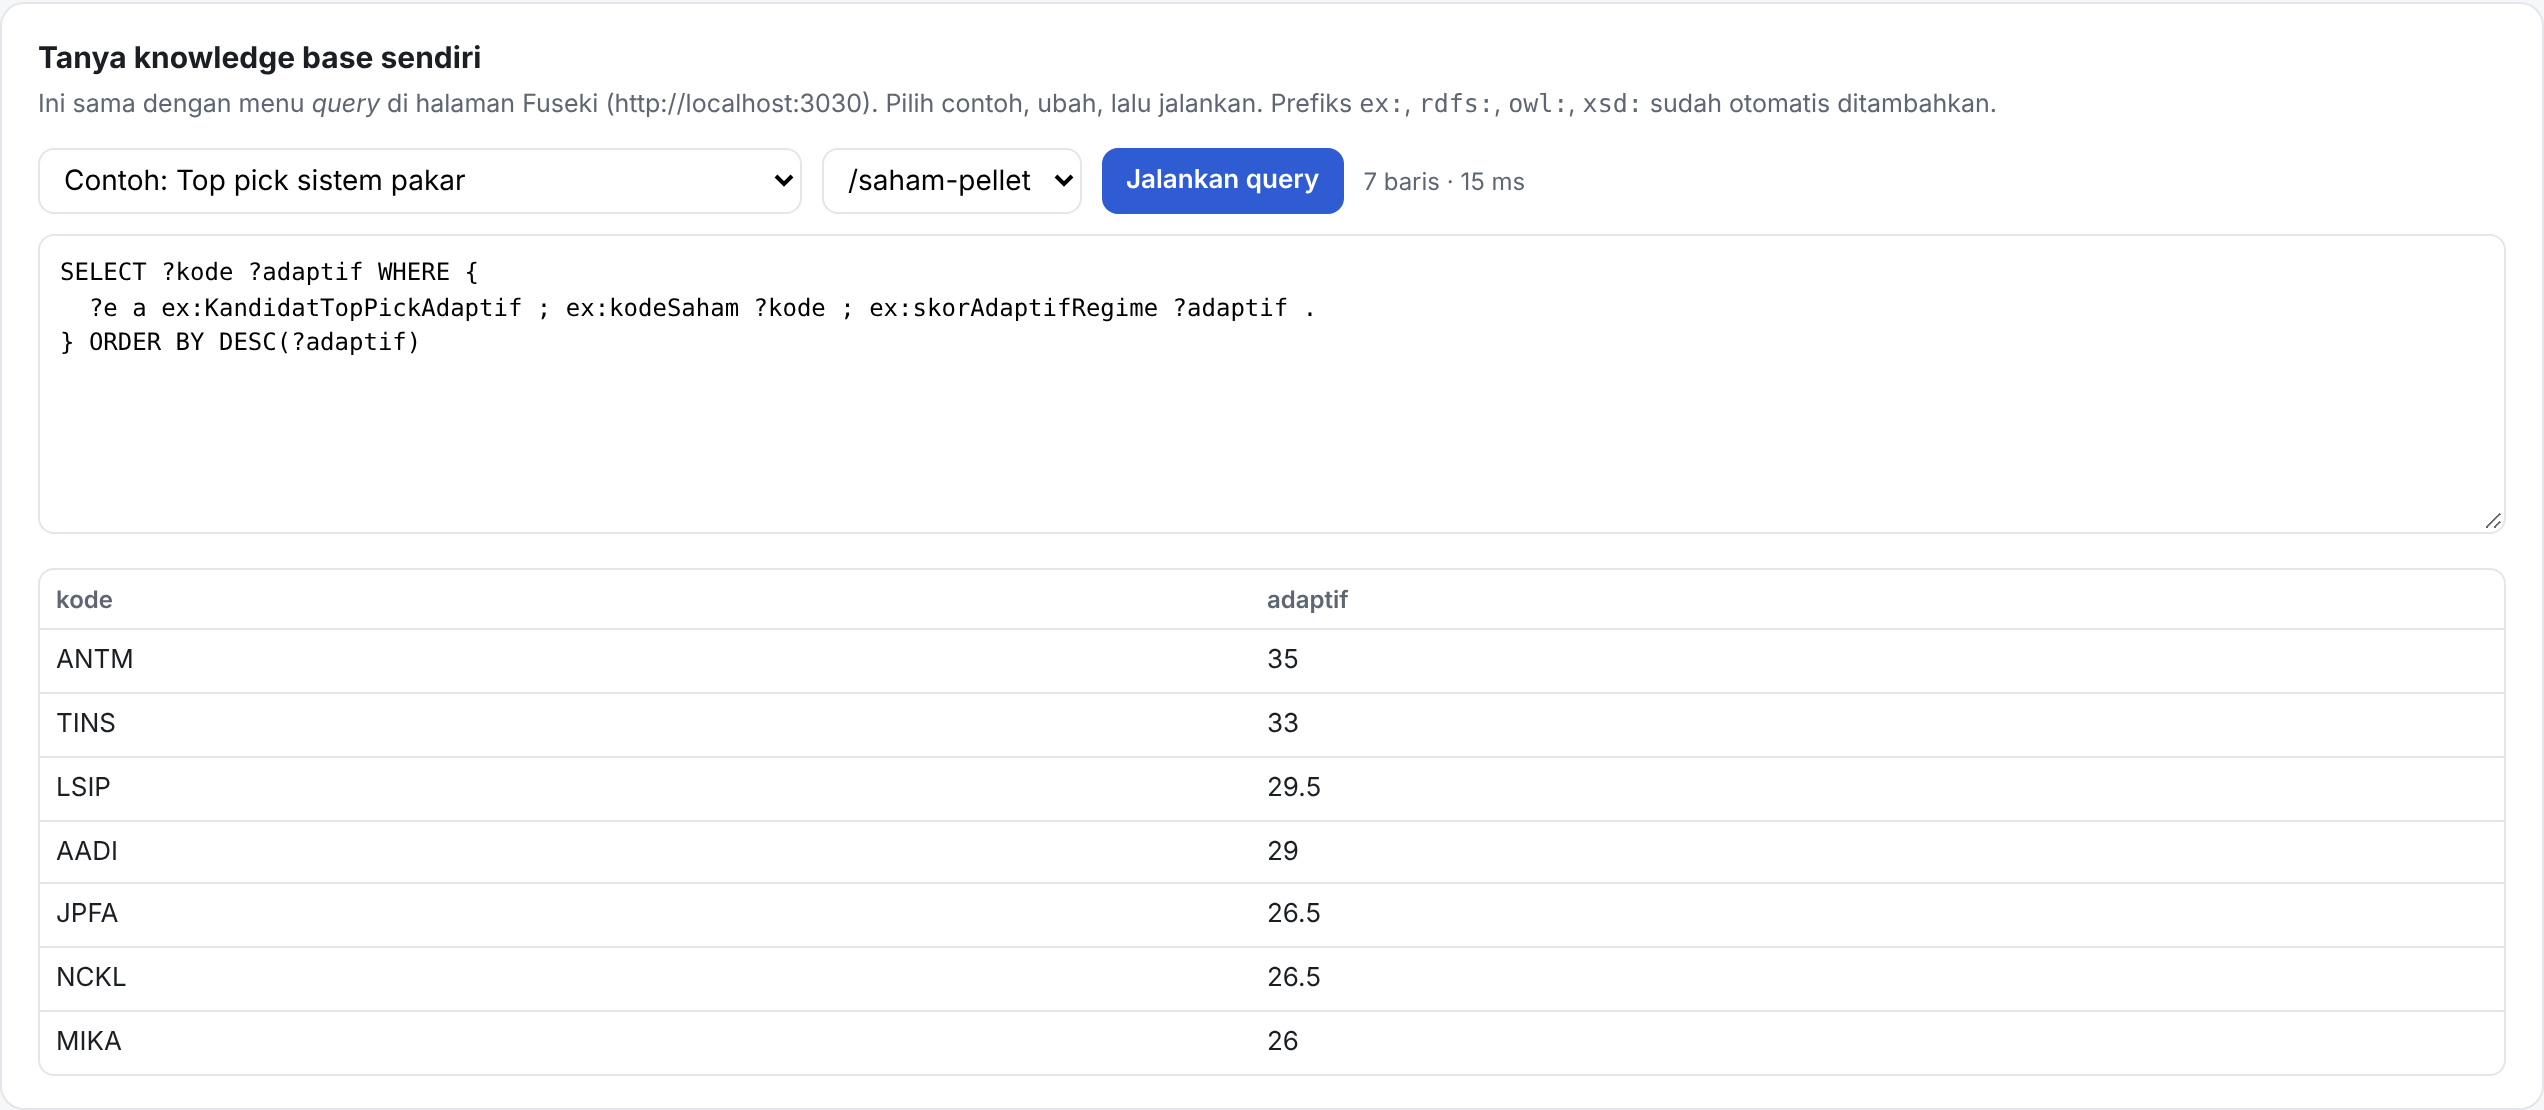 Tanya knowledge base sendiri
Ini sama dengan menu query di halaman Fuseki (http://localhost:3030). Pilih contoh, ubah, lalu jalankan. Prefiks ex:, rdfs:, owl:, xsd: sudah otomatis ditambahkan.
Contoh: Top pick sistem pakar /saham-pellet Jalankan query 7 baris · 15 ms
SELECT ?kode ?adaptif WHERE {
  ?e a ex:KandidatTopPickAdaptif ; ex:kodeSaham ?kode ; ex:skorAdaptifRegime ?adaptif .
} ORDER BY DESC(?adaptif)
kode adaptif
ANTM 35
TINS 33
LSIP 29.5
AADI 29
JPFA 26.5
NCKL 26.5
MIKA 26